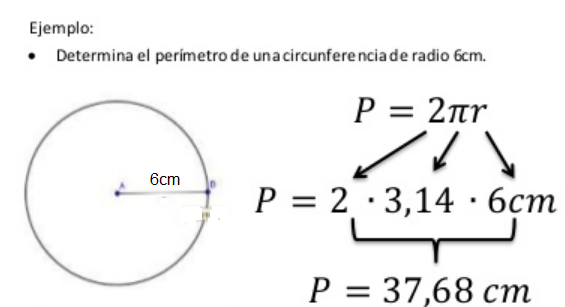 Ejemplo:
• Determina el perímetro de una circunferencia de radio 6cm.
P = 2πr
A 6cm
P = 2 · 3,14 · 6cm
P = 37,68 cm